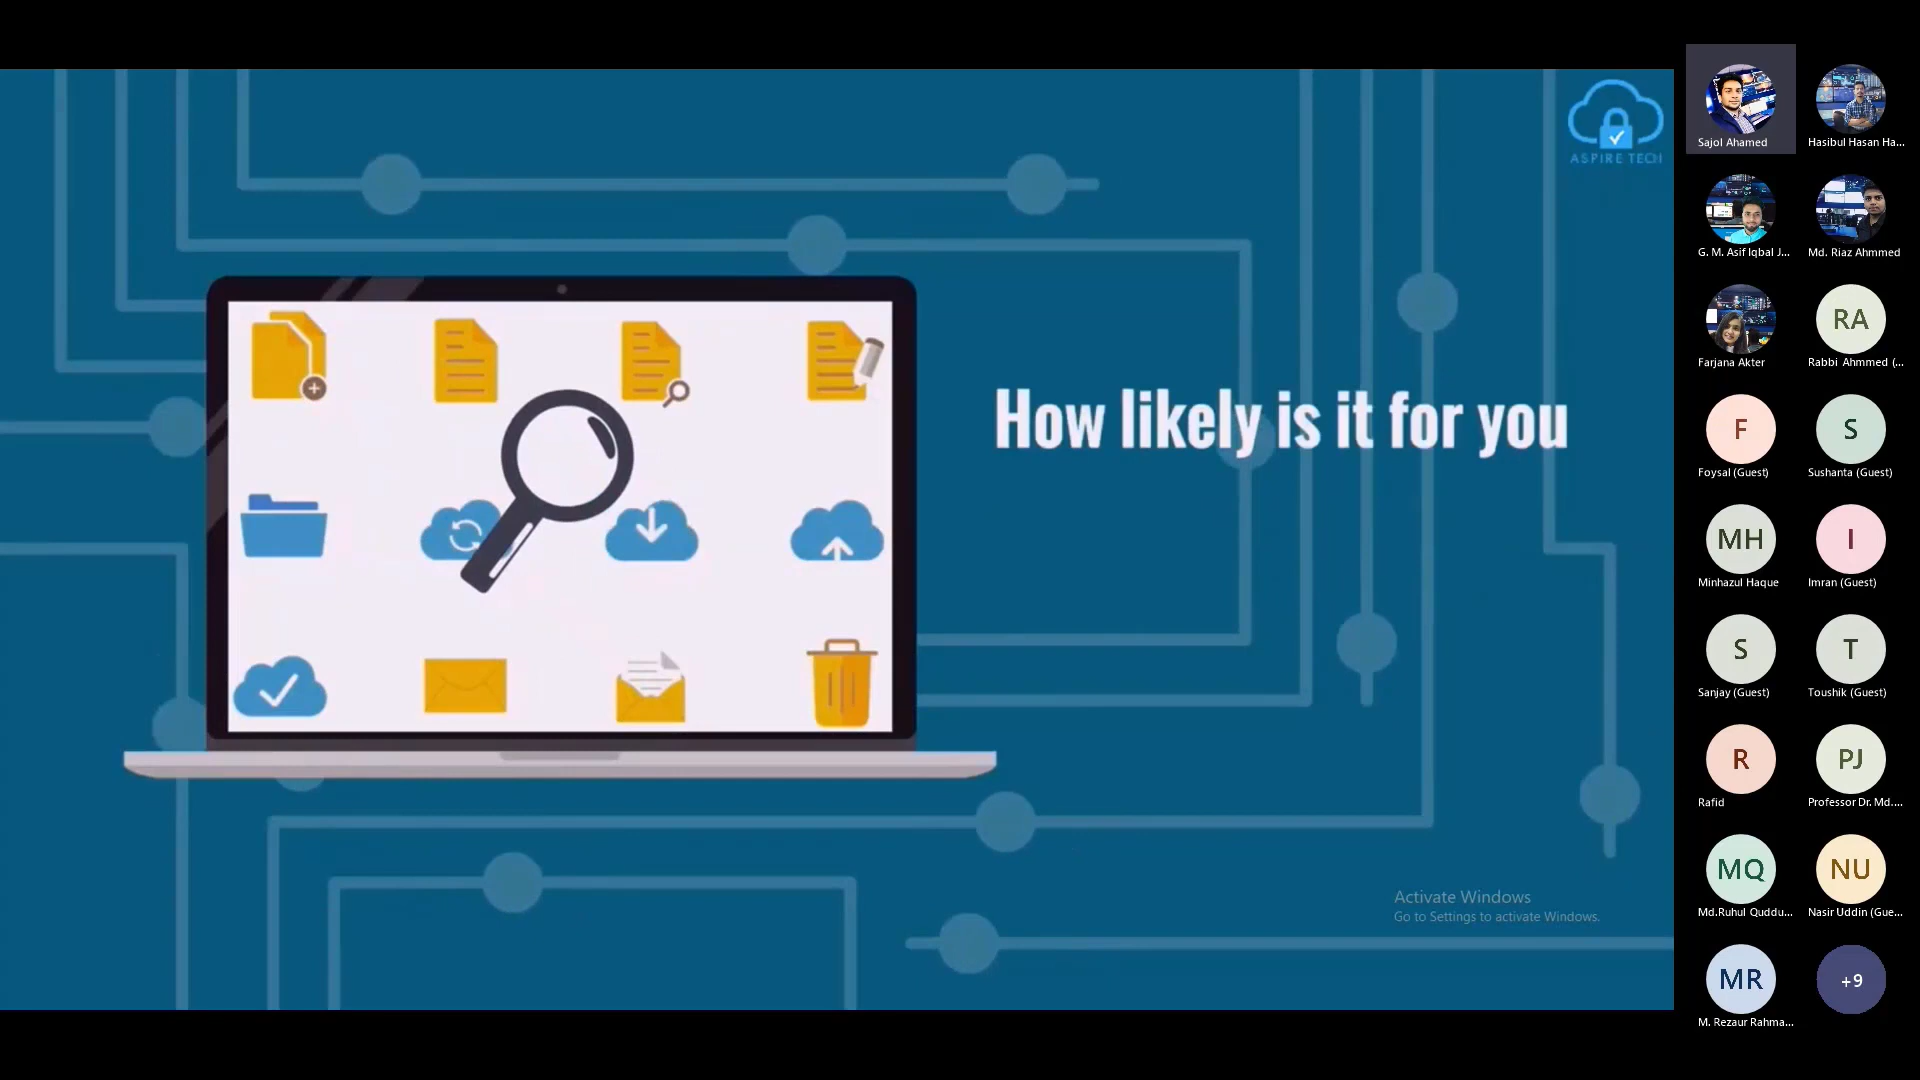 ASPIRE TECH
How likely is it for you
Activate Windows
Go to Settings to activate Windows.
Sajol Ahamed
Hasibul Hasan Ha...
G. M. Asif Iqbal J...
Md. Riaz Ahmmed
Farjana Akter
RA
Rabbi Ahmmed (...
F
Foysal (Guest)
S
Sushanta (Guest)
MH
Minhazul Haque
I
Imran (Guest)
S
Sanjay (Guest)
T
Toushik (Guest)
R
Rafid
PJ
Professor Dr. Md....
MQ
Md.Ruhul Quddu...
NU
Nasir Uddin (Gue...
MR
M. Rezaur Rahma...
+9